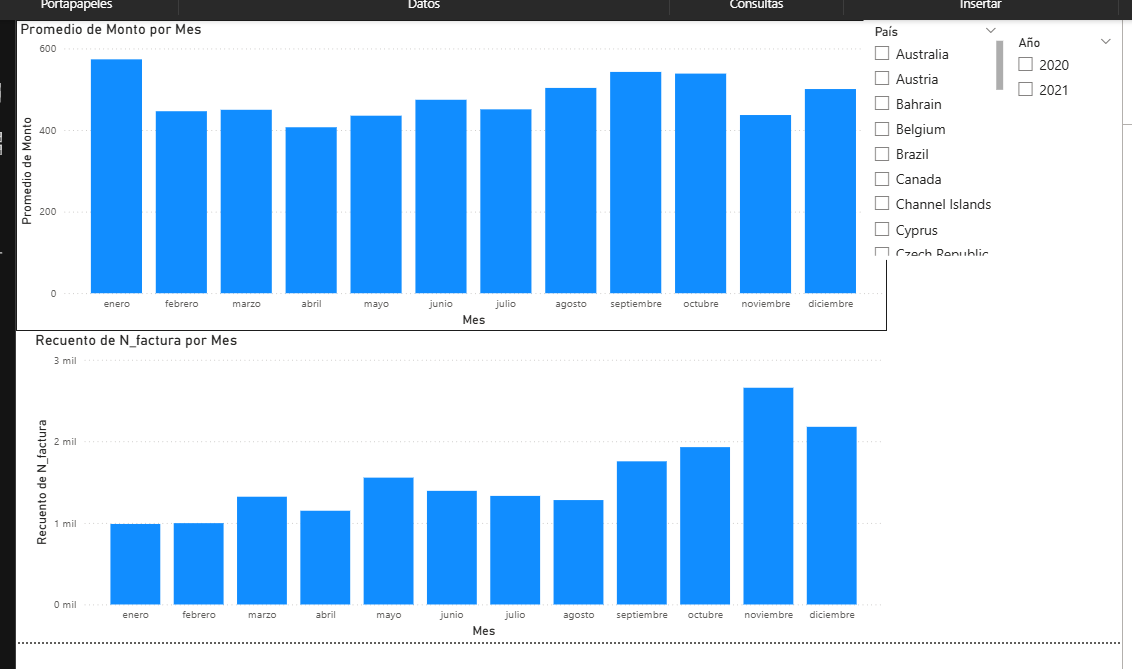 Portapapeles Datos Consultas Insertar
Promedio de Monto por Mes
600
400
200
0
Promedio de Monto
enero febrero marzo abril mayo junio julio agosto septiembre octubre noviembre diciembre
Mes
País
Australia
Austria
Bahrain
Belgium
Brazil
Canada
Channel Islands
Cyprus
Czech Republic
Año
2020
2021
Recuento de N_factura por Mes
3 mil
2 mil
1 mil
0 mil
Recuento de N_factura
enero febrero marzo abril mayo junio julio agosto septiembre octubre noviembre diciembre
Mes